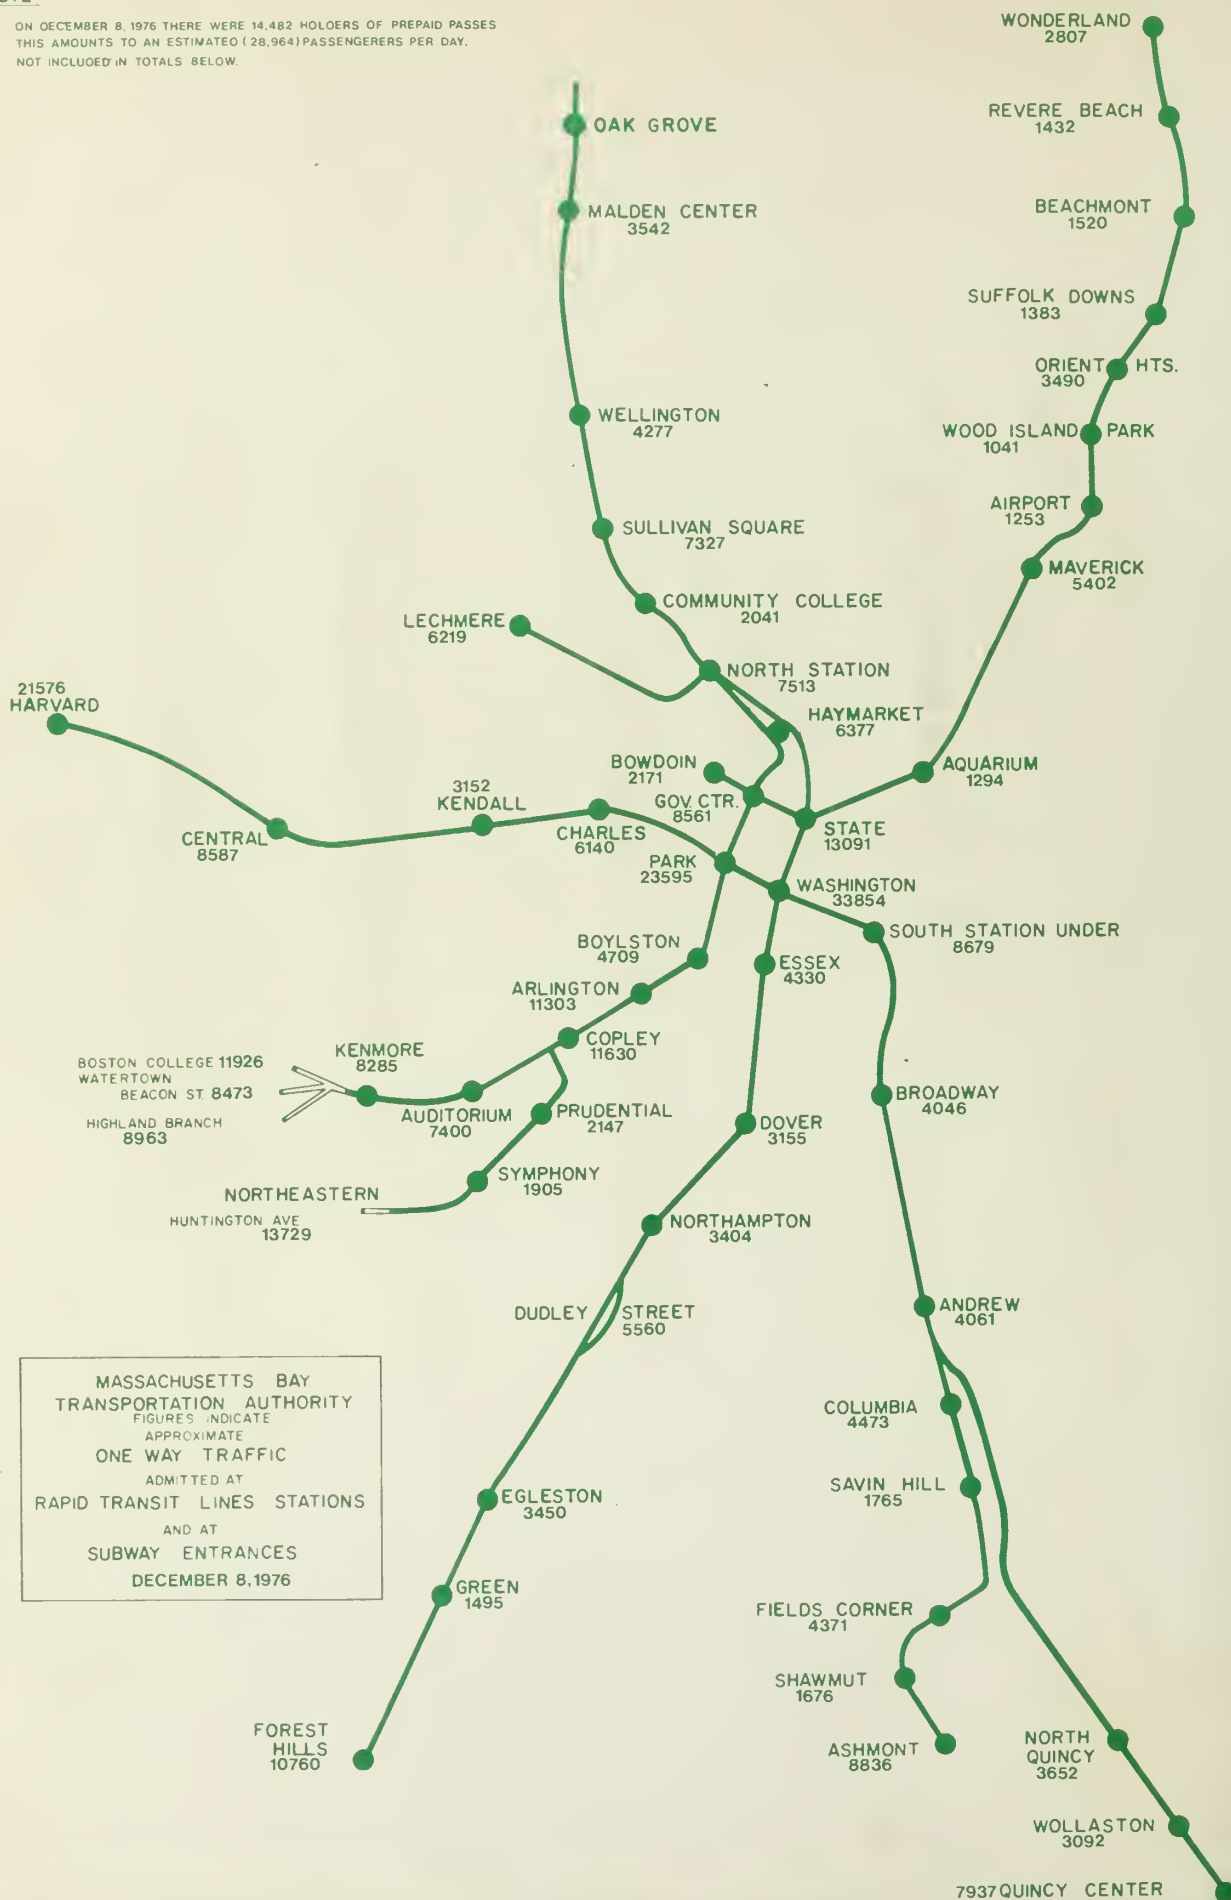 ON DECEMBER 8, 1976 THERE WERE 14,482 HOLDERS OF PREPAID PASSES
THIS AMOUNTS TO AN ESTIMATED (28,964) PASSENGERERS PER DAY.
NOT INCLUDED IN TOTALS BELOW.
WONDERLAND
2807
REVERE BEACH
1432
OAK GROVE
MALDEN CENTER
3542
BEACHMONT
1520
SUFFOLK DOWNS
1383
ORIENT HTS.
3490
WELLINGTON
4277
WOOD ISLAND PARK
1041
AIRPORT
1253
SULLIVAN SQUARE
7327
MAVERICK
5402
COMMUNITY COLLEGE
2041
LECHMERE
6219
NORTH STATION
7513
21576
HARVARD
HAYMARKET
6377
BOWDOIN
2171
AQUARIUM
1294
3152
KENDALL
GOV. CTR.
8561
CENTRAL
8587
CHARLES
6140
STATE
13091
PARK
23595
WASHINGTON
33854
SOUTH STATION UNDER
8679
BOYLSTON
4709
ESSEX
4330
ARLINGTON
11303
COPLEY
11630
KENMORE
8285
BOSTON COLLEGE 11926
WATERTOWN
BEACON ST. 8473
HIGHLAND BRANCH
8963
AUDITORIUM
7400
PRUDENTIAL
2147
BROADWAY
4046
DOVER
3155
SYMPHONY
1905
NORTHEASTERN
HUNTINGTON AVE
13729
NORTHAMPTON
3404
DUDLEY STREET
5560
ANDREW
4061
MASSACHUSETTS BAY
TRANSPORTATION AUTHORITY
FIGURES INDICATE
APPROXIMATE
ONE WAY TRAFFIC
ADMITTED AT
RAPID TRANSIT LINES STATIONS
AND AT
SUBWAY ENTRANCES
DECEMBER 8, 1976
COLUMBIA
4473
SAVIN HILL
1765
EGLESTON
3450
GREEN
1495
FIELDS CORNER
4371
SHAWMUT
1676
FOREST
HILLS
10760
ASHMONT
8836
NORTH
QUINCY
3652
WOLLASTON
3092
7937 QUINCY CENTER